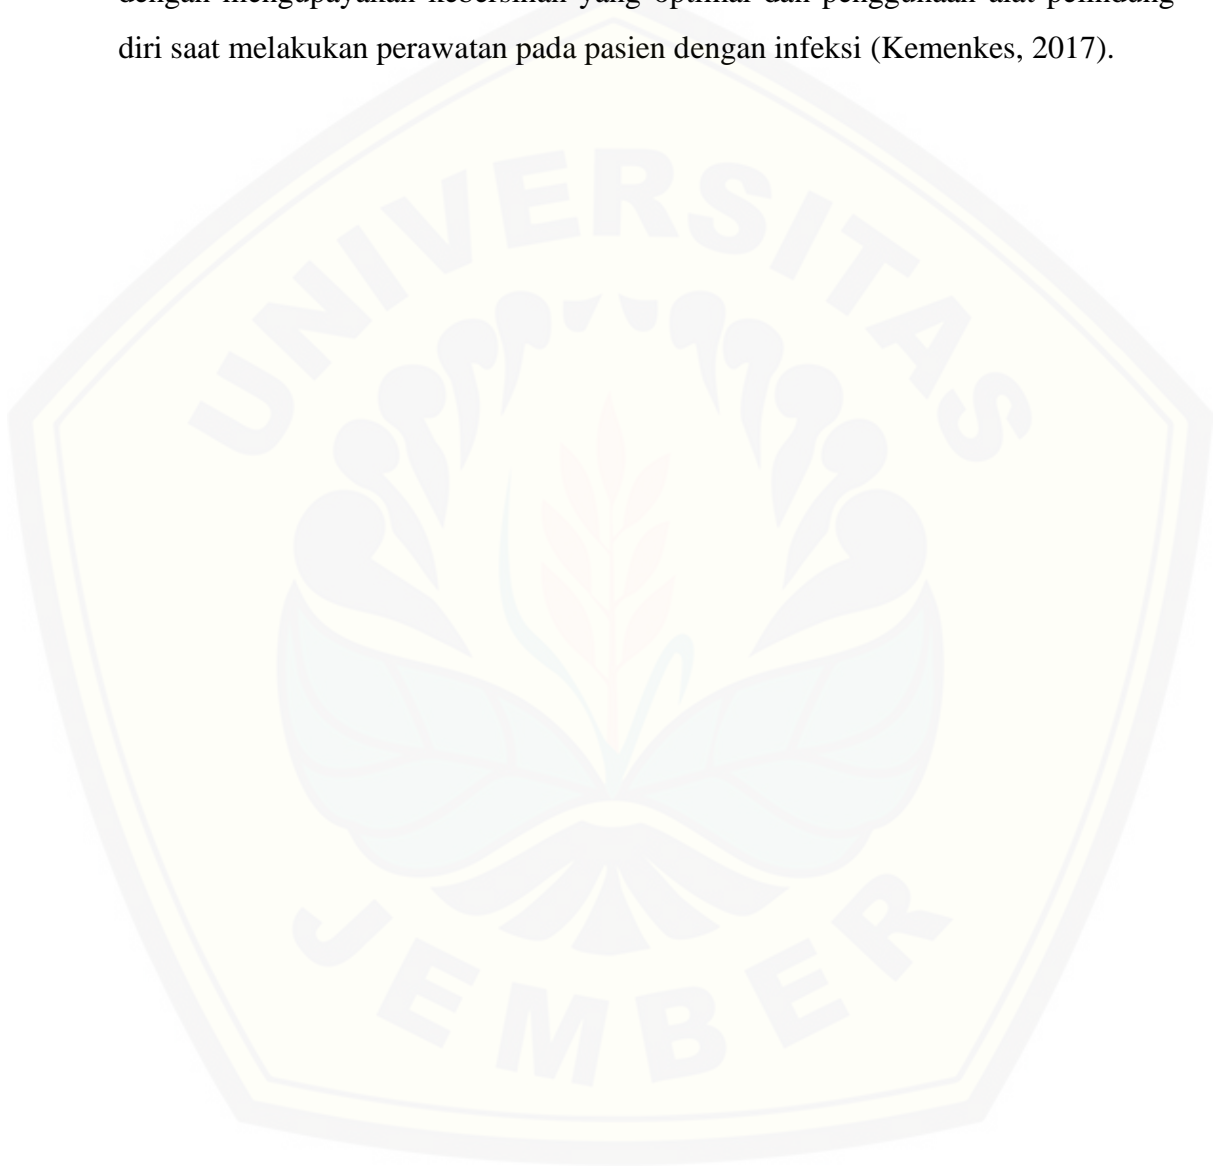 dengan mengupayakan kebersihan yang optimal dan penggunaan alat pelindung
diri saat melakukan perawatan pada pasien dengan infeksi (Kemenkes, 2017).
UNIVERSITAS
JEMBER